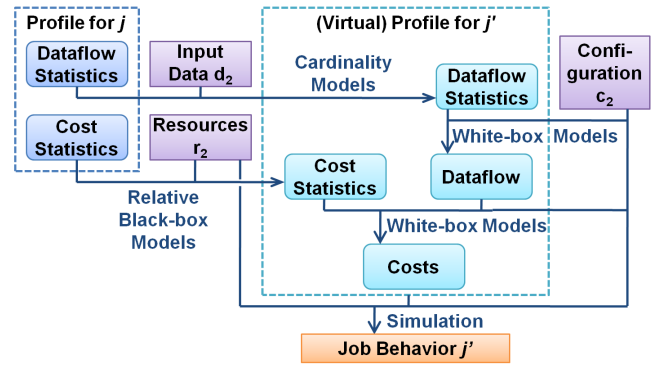 Profile for j
(Virtual) Profile for j′
Dataflow
Statistics
Input
Data d2
Cardinality
Models
Dataflow
Statistics
Confi-
guration
c2
Cost
Statistics
Resources
r2
White-box Models
Cost
Statistics
Dataflow
Relative
Black-box
Models
White-box Models
Costs
Simulation
Job Behavior j′